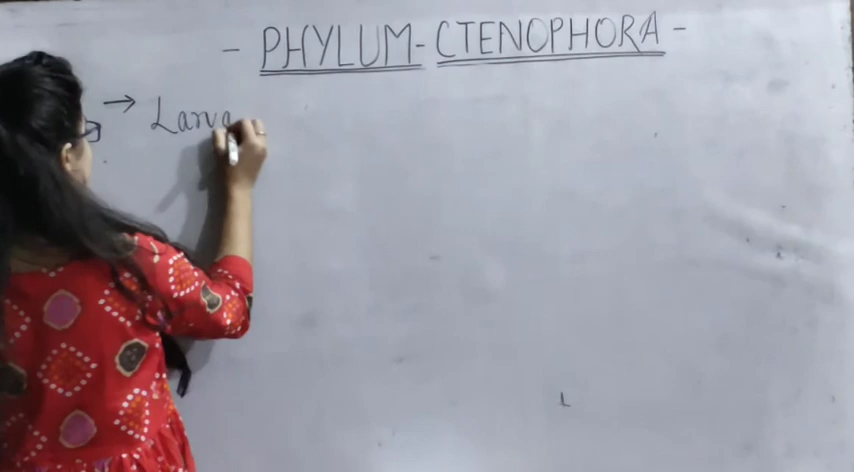 - PHYLUM - CTENOPHORA -
→ Larva